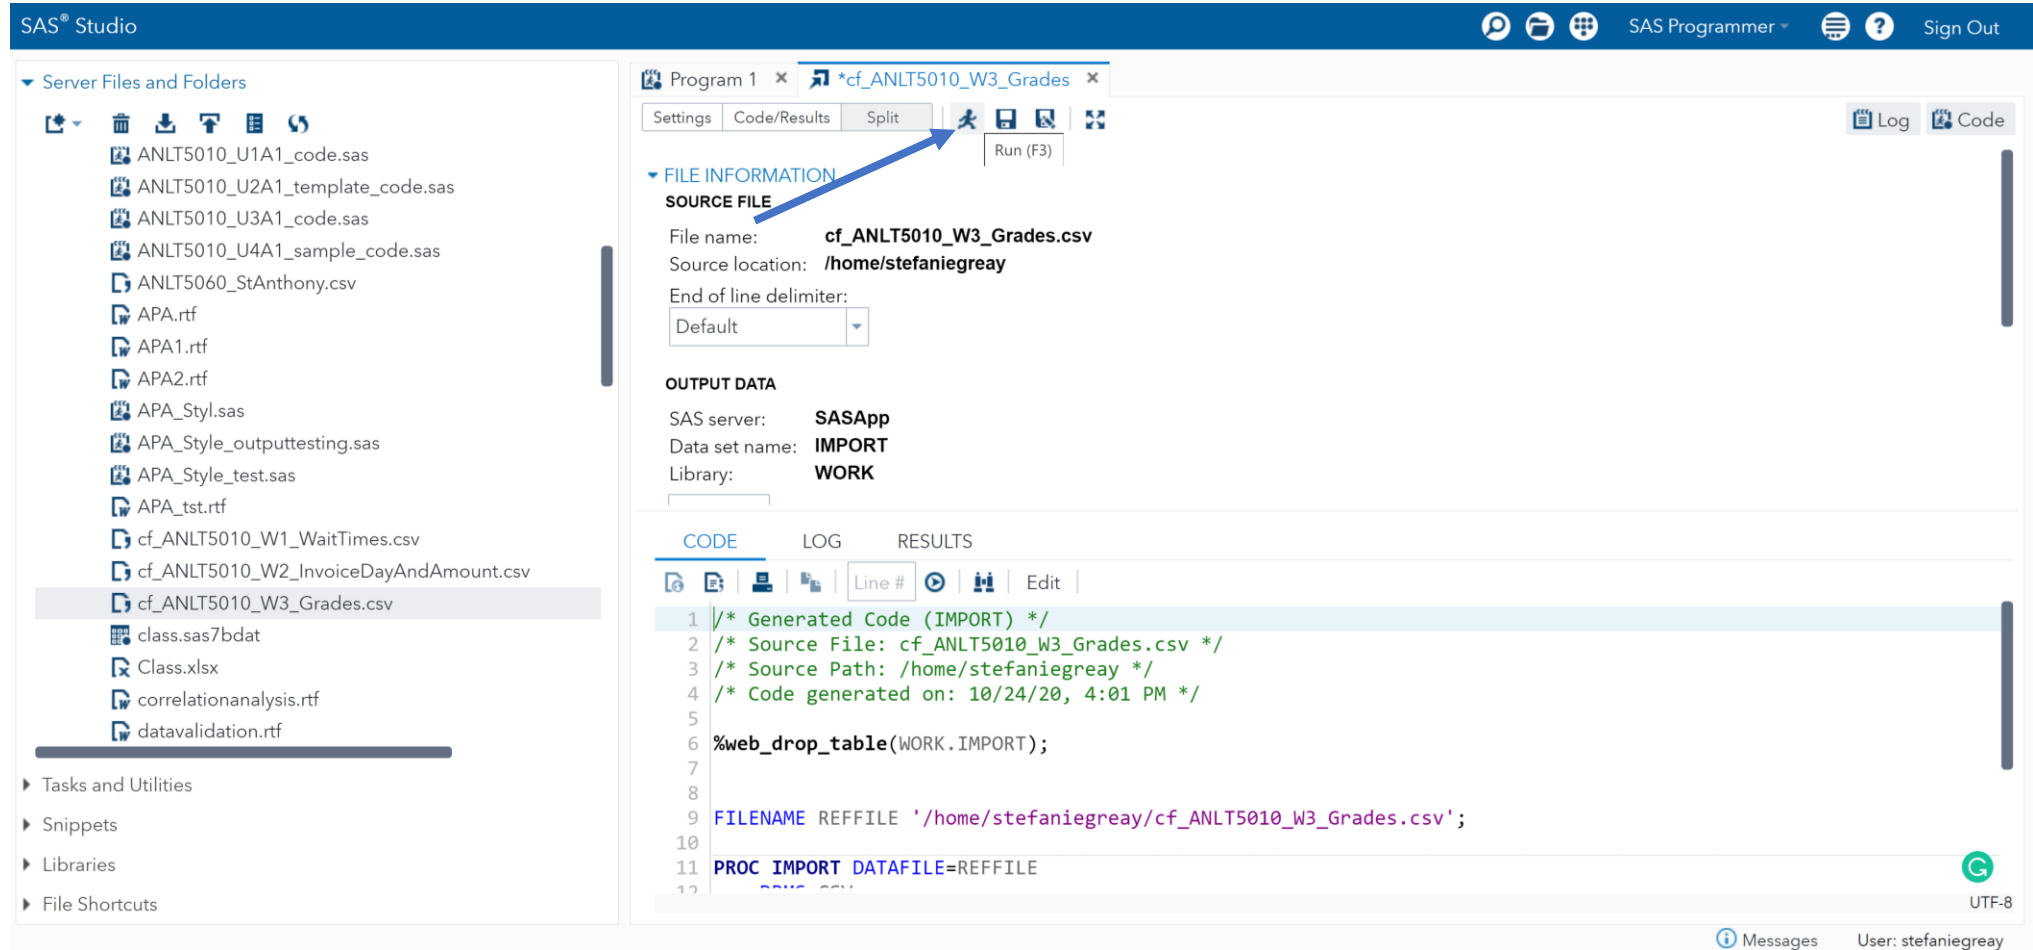 SAS® Studio
SAS Programmer
Sign Out
Server Files and Folders
ANLT5010_U1A1_code.sas
ANLT5010_U2A1_template_code.sas
ANLT5010_U3A1_code.sas
ANLT5010_U4A1_sample_code.sas
ANLT5060_StAnthony.csv
APA.rtf
APA1.rtf
APA2.rtf
APA_Styl.sas
APA_Style_outputtesting.sas
APA_Style_test.sas
APA_tst.rtf
cf_ANLT5010_W1_WaitTimes.csv
cf_ANLT5010_W2_InvoiceDayAndAmount.csv
cf_ANLT5010_W3_Grades.csv
class.sas7bdat
Class.xlsx
correlationanalysis.rtf
datavalidation.rtf
Tasks and Utilities
Snippets
Libraries
File Shortcuts
Program 1 × *cf_ANLT5010_W3_Grades ×
Settings Code/Results Split
Log Code
Run (F3)
FILE INFORMATION
SOURCE FILE
File name: cf_ANLT5010_W3_Grades.csv
Source location: /home/stefaniegreay
End of line delimiter:
Default
OUTPUT DATA
SAS server: SASApp
Data set name: IMPORT
Library: WORK
CODE LOG RESULTS
Line # Edit
1 /* Generated Code (IMPORT) */
2 /* Source File: cf_ANLT5010_W3_Grades.csv */
3 /* Source Path: /home/stefaniegreay */
4 /* Code generated on: 10/24/20, 4:01 PM */
5
6 %web_drop_table(WORK.IMPORT);
7
8
9 FILENAME REFFILE '/home/stefaniegreay/cf_ANLT5010_W3_Grades.csv';
10
11 PROC IMPORT DATAFILE=REFFILE
UTF-8
Messages User: stefaniegreay